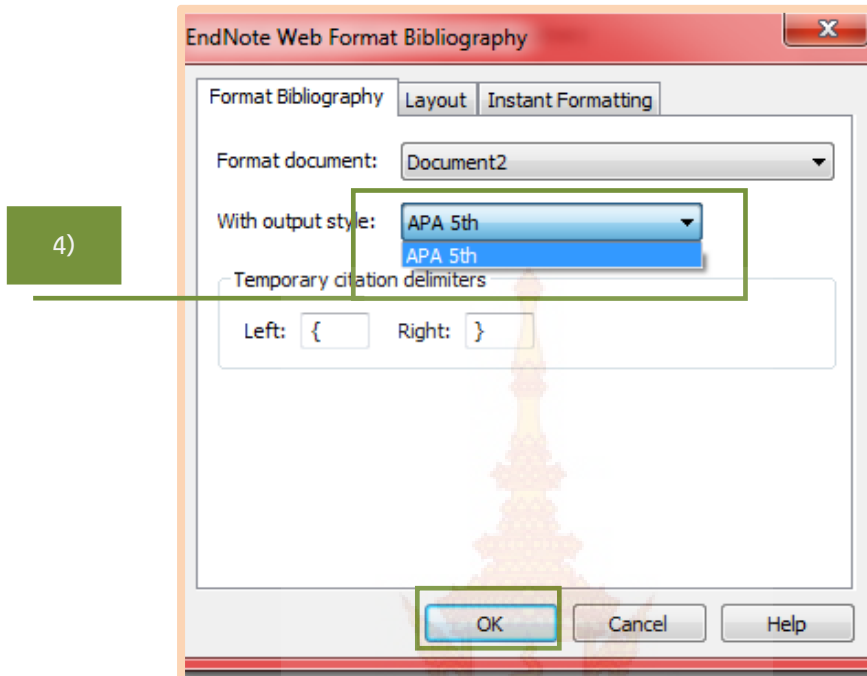 EndNote Web Format Bibliography
X
Format Bibliography Layout Instant Formatting
Format document: Document2
4)
With output style: APA 5th
APA 5th
Temporary citation delimiters
Left: { Right: }
OK Cancel Help